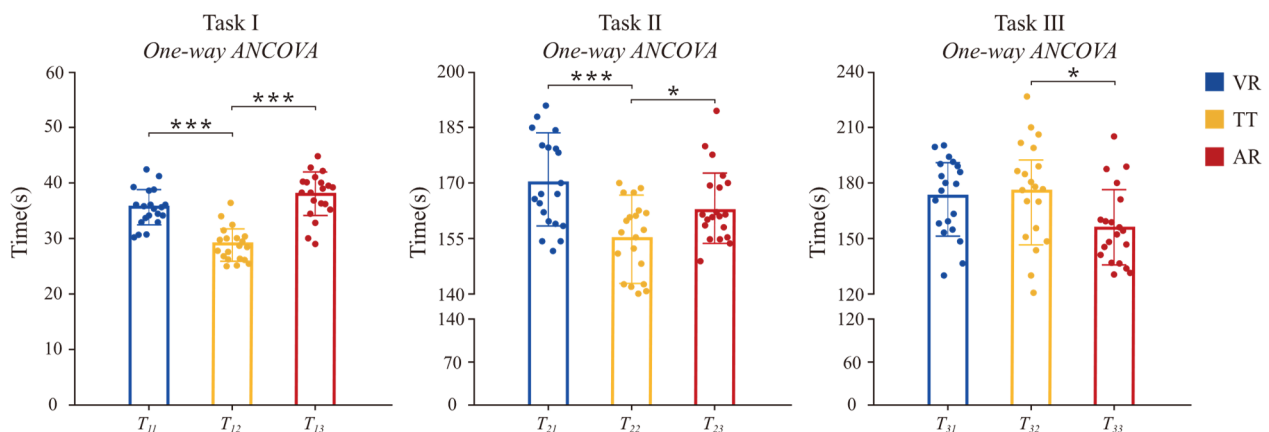 Task I
One-way ANCOVA
Time(s)
60
50
40
30
20
10
0
***
***
T11
T12
T13
Task II
One-way ANCOVA
Time(s)
200
185
170
155
140
140
70
0
***
*
T21
T22
T23
Task III
One-way ANCOVA
Time(s)
240
210
180
150
120
120
60
0
*
T31
T32
T33
VR
TT
AR